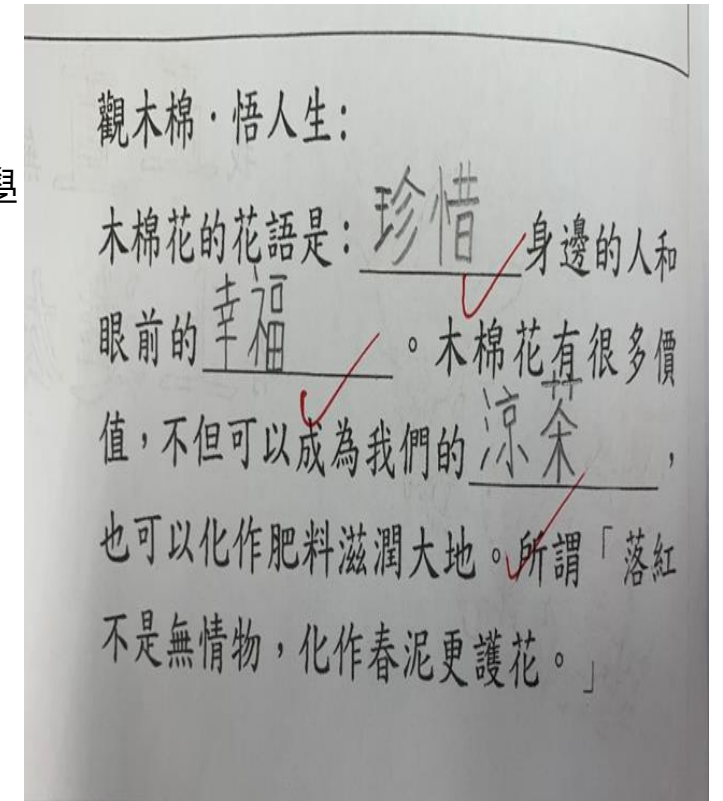 觀木棉·悟人生：
木棉花的花語是：珍惜身邊的人和
眼前的幸福。木棉花有很多價
值，不但可以成為我們的涼茶，
也可以化作肥料滋潤大地。所謂「落紅
不是無情物，化作春泥更護花。」
學